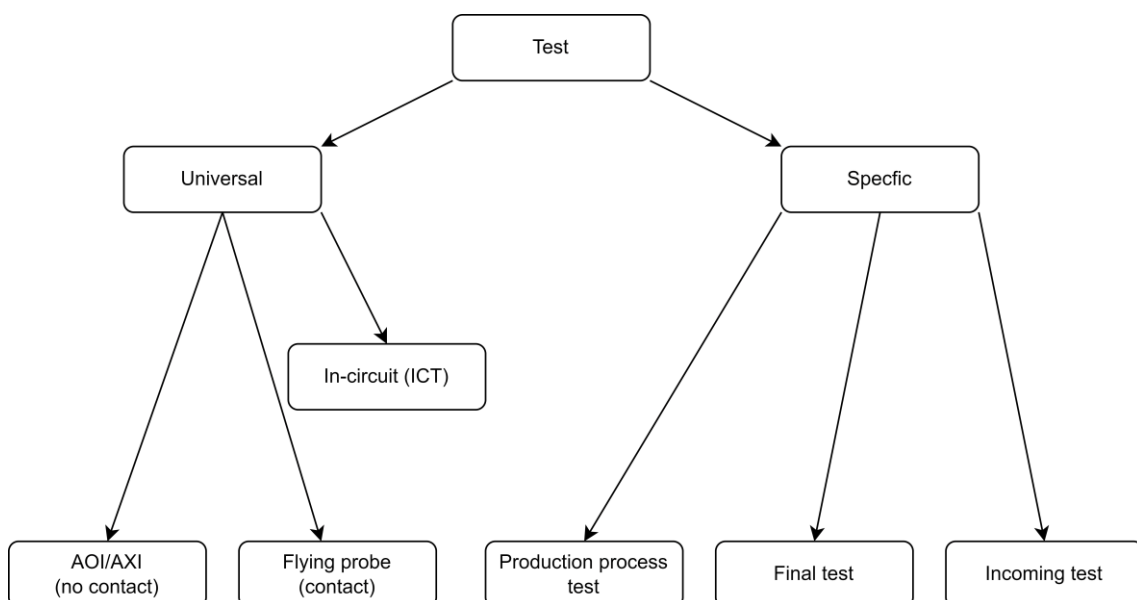 Test
Universal
Specfic
In-circuit (ICT)
AOI/AXI
(no contact)
Flying probe
(contact)
Production process
test
Final test
Incoming test